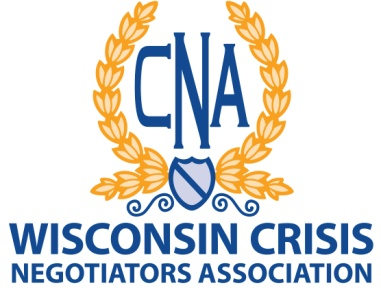 CNA
WISCONSIN CRISIS
NEGOTIATORS ASSOCIATION